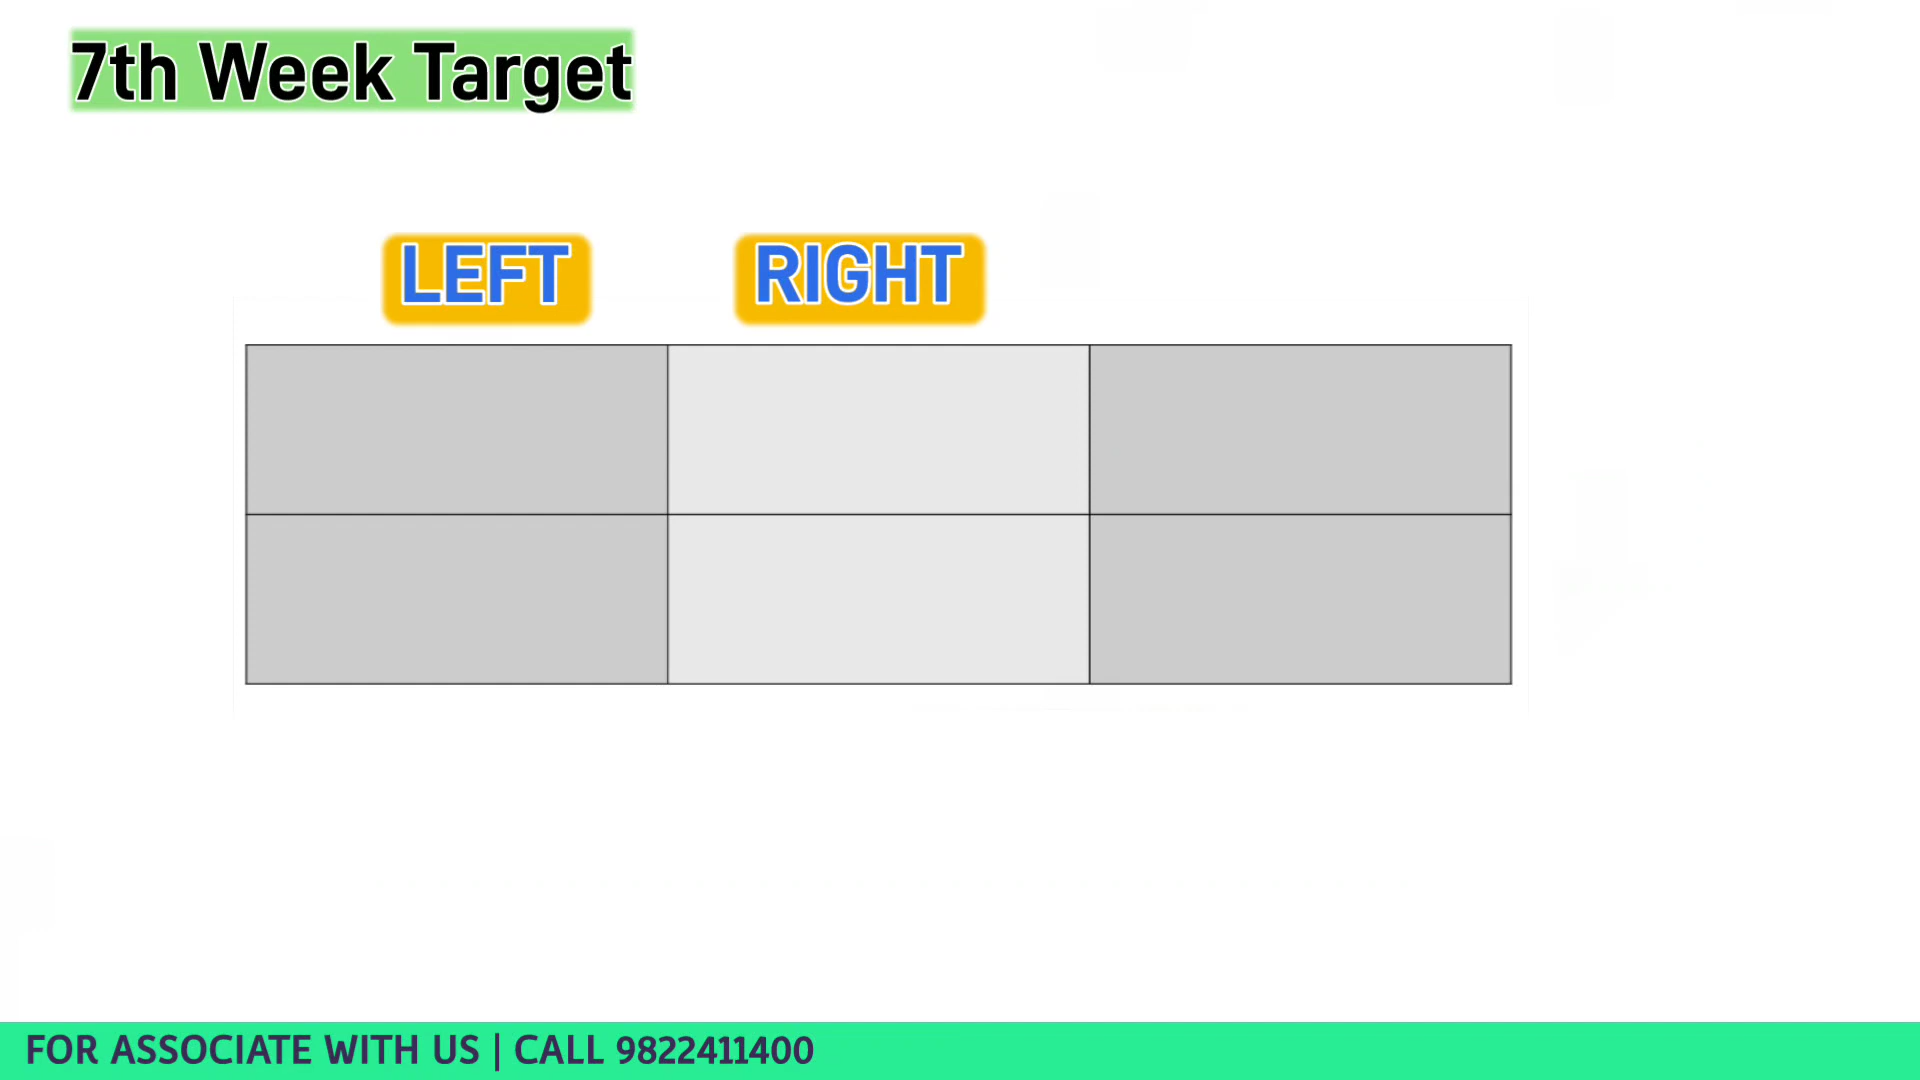 7th Week Target
LEFT RIGHT
FOR ASSOCIATE WITH US | CALL 9822411400